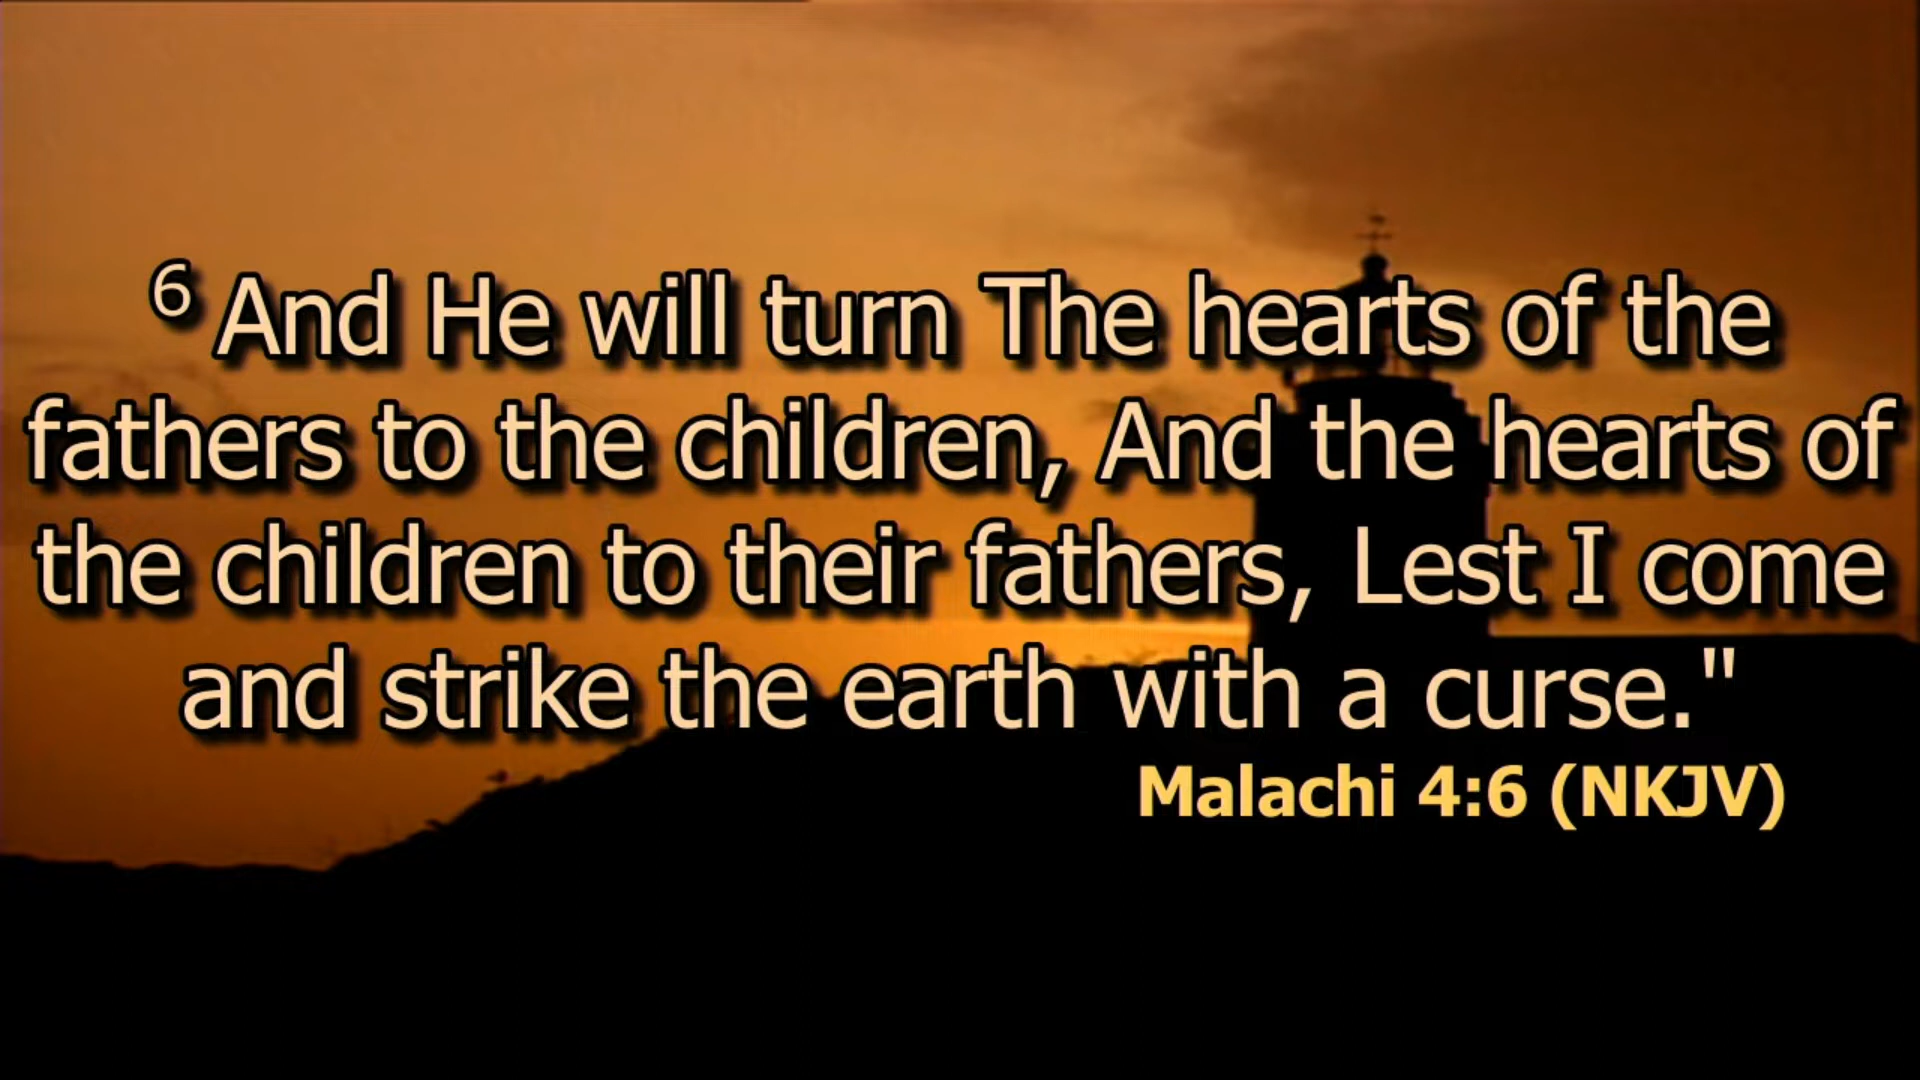 6 And He will turn The hearts of the
fathers to the children, And the hearts of
the children to their fathers, Lest I come
and strike the earth with a curse."
Malachi 4:6 (NKJV)